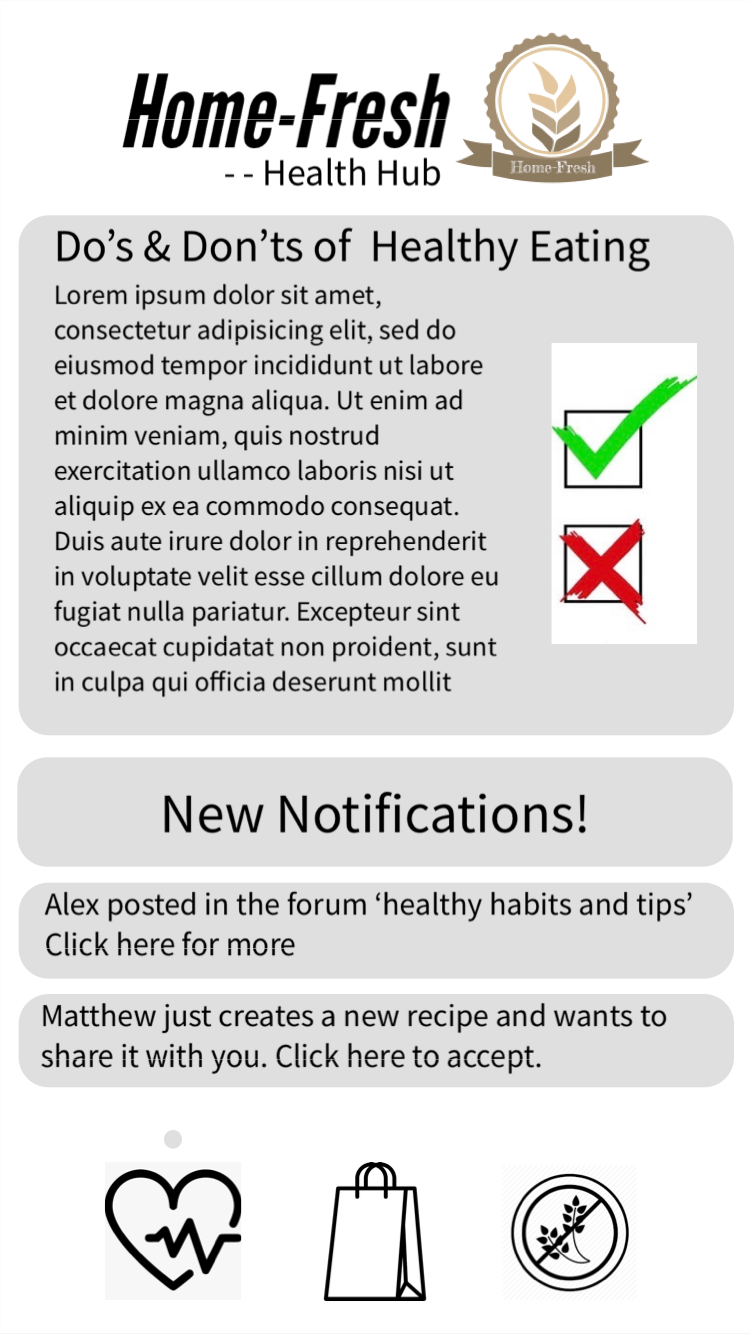 Home-Fresh
- - Health Hub
Home-Fresh
Do’s & Don’ts of  Healthy Eating
Lorem ipsum dolor sit amet,
consectetur adipisicing elit, sed do
eiusmod tempor incididunt ut labore
et dolore magna aliqua. Ut enim ad
minim veniam, quis nostrud
exercitation ullamco laboris nisi ut
aliquip ex ea commodo consequat.
Duis aute irure dolor in reprehenderit
in voluptate velit esse cillum dolore eu
fugiat nulla pariatur. Excepteur sint
occaecat cupidatat non proident, sunt
in culpa qui officia deserunt mollit
New Notifications!
Alex posted in the forum ‘healthy habits and tips’
Click here for more
Matthew just creates a new recipe and wants to
share it with you. Click here to accept.